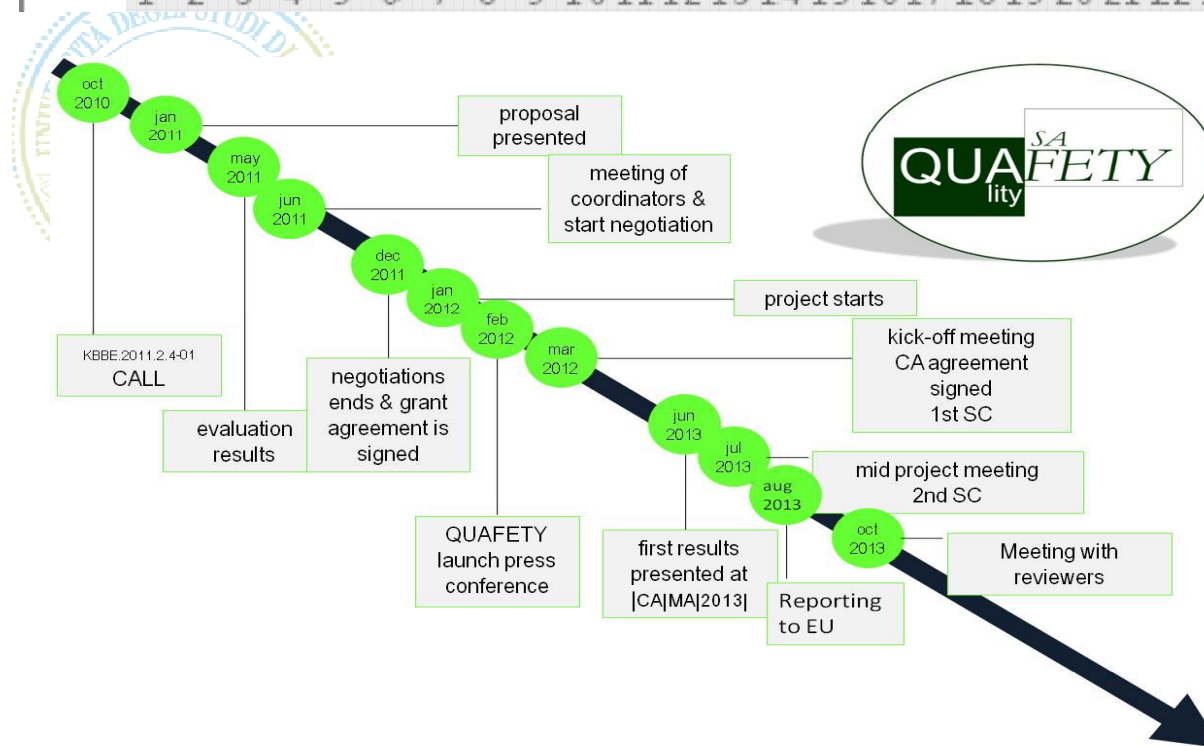 DEGLI STUDI DI
oct
2010
jan
2011
proposal
presented
may
2011
jun
2011
meeting of
coordinators &
start negotiation
QUA
lity
SA
FETY
dec
2011
jan
2012
project starts
feb
2012
mar
2012
kick-off meeting
CA agreement
signed
1st SC
KBBE.2011.2.4-01
CALL
evaluation
results
negotiations
ends & grant
agreement is
signed
jun
2013
jul
2013
mid project meeting
2nd SC
aug
2013
oct
2013
QUAFETY
launch press
conference
first results
presented at
|CA|MA|2013|
Reporting
to EU
Meeting with
reviewers